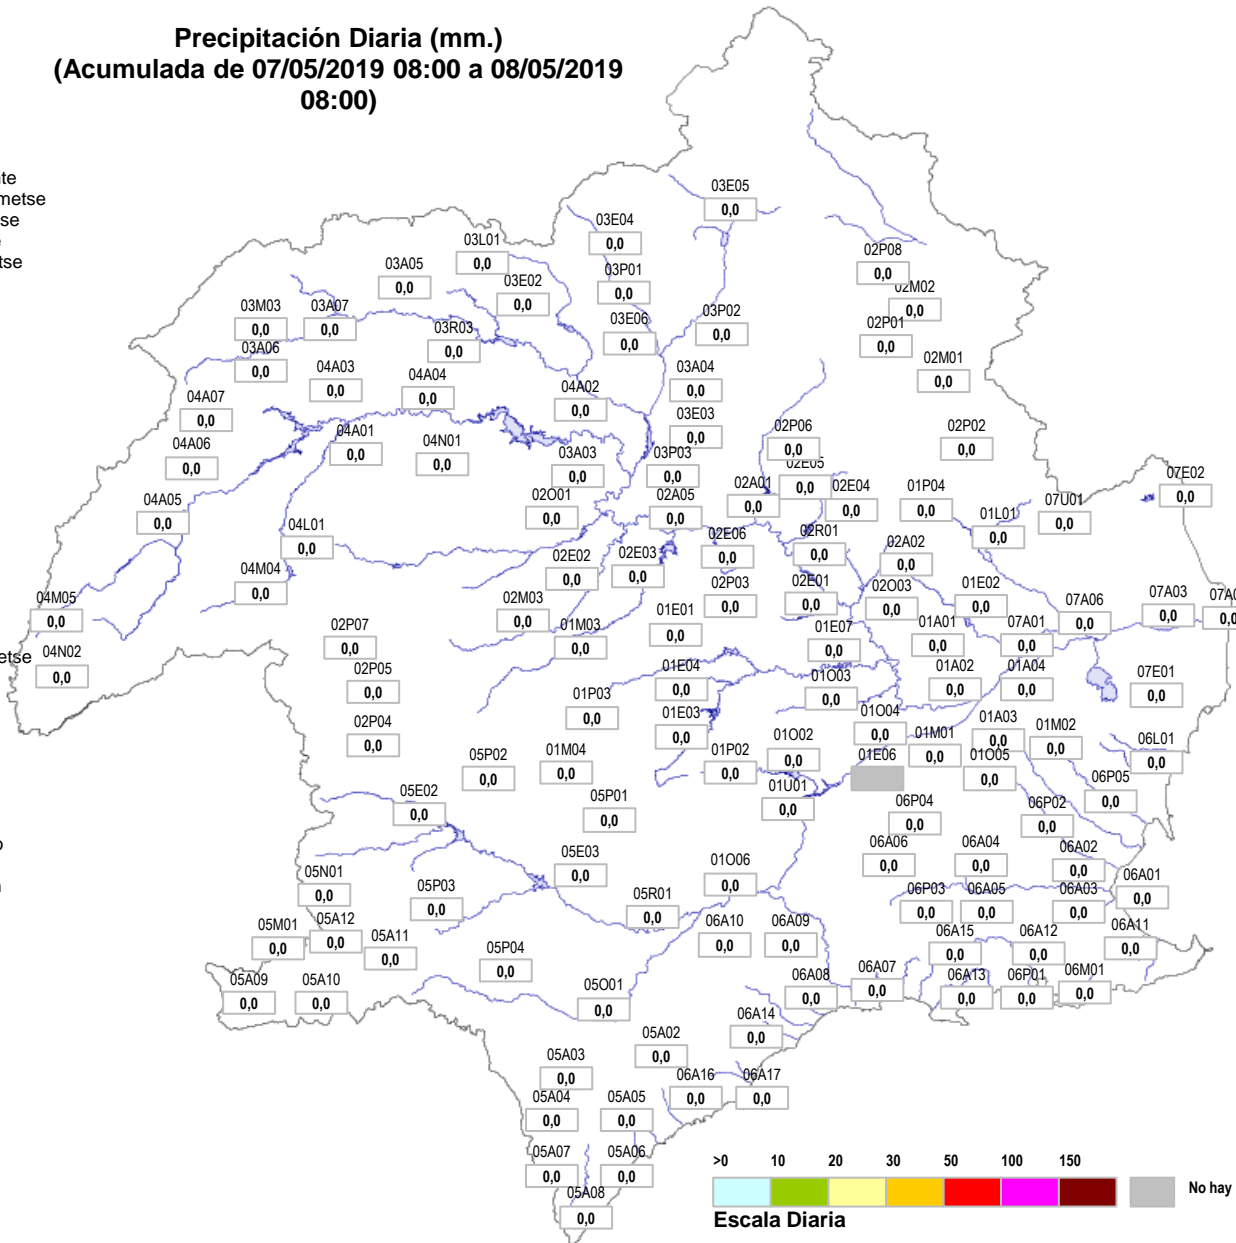 Precipitación Diaria (mm.)
(Acumulada de 07/05/2019 08:00 a 08/05/2019
08:00)
nte
metse
se
e
tse
03E05
0,0
03E04
0,0
03L01
0,0
02P08
0,0
03A05
0,0
03P01
0,0
03E02
0,0
02M02
0,0
03M03
0,0
03A07
0,0
03E06
0,0
03P02
0,0
02P01
0,0
03R03
0,0
03A06
0,0
04A03
0,0
04A04
0,0
03A04
0,0
02M01
0,0
04A07
0,0
04A02
0,0
03E03
0,0
04A01
0,0
02P06
0,0
02P02
0,0
04A06
0,0
04N01
0,0
03A03
0,0
03P03
0,0
02E05
0,0
07E02
0,0
04A05
0,0
02O01
0,0
02A05
0,0
02A01
0,0
02E04
0,0
01P04
0,0
07U01
0,0
01L01
0,0
04L01
0,0
02E06
0,0
02R01
0,0
02A02
0,0
02E02
0,0
02E03
0,0
04M04
0,0
02P03
0,0
02E01
0,0
02O03
0,0
01E02
0,0
04M05
0,0
02M03
0,0
01E01
0,0
07A06
0,0
07A03
0,0
07A0
0,0
02P07
0,0
01M03
0,0
01E07
0,0
01A01
0,0
07A01
0,0
etse
04N02
0,0
02P05
0,0
01E04
0,0
01O03
0,0
01A02
0,0
01A04
0,0
07E01
0,0
01P03
0,0
01E03
0,0
02P04
0,0
01O04
0,0
01A03
0,0
01M02
0,0
01M01
0,0
06L01
0,0
05P02
0,0
01M04
0,0
01P02
0,0
01O02
0,0
01E06
01O05
0,0
05E02
0,0
05P01
0,0
01U01
0,0
06P04
0,0
06P02
0,0
06P05
0,0
o
05E03
0,0
06A06
0,0
06A04
0,0
06A02
0,0
01O06
0,0
n
05N01
0,0
05P03
0,0
05R01
0,0
06P03
0,0
06A05
0,0
06A03
0,0
06A01
0,0
05M01
0,0
05A12
0,0
05A11
0,0
06A10
0,0
06A09
0,0
06A15
0,0
06A12
0,0
06A11
0,0
05P04
0,0
05A09
0,0
05A10
0,0
05O01
0,0
06A08
0,0
06A07
0,0
06A13
0,0
06P01
0,0
06M01
0,0
06A14
0,0
05A02
0,0
05A03
0,0
06A16
0,0
06A17
0,0
05A04
0,0
05A05
0,0
05A07
0,0
05A06
0,0
05A08
0,0
>0 10 20 30 50 100 150
No hay
Escala Diaria